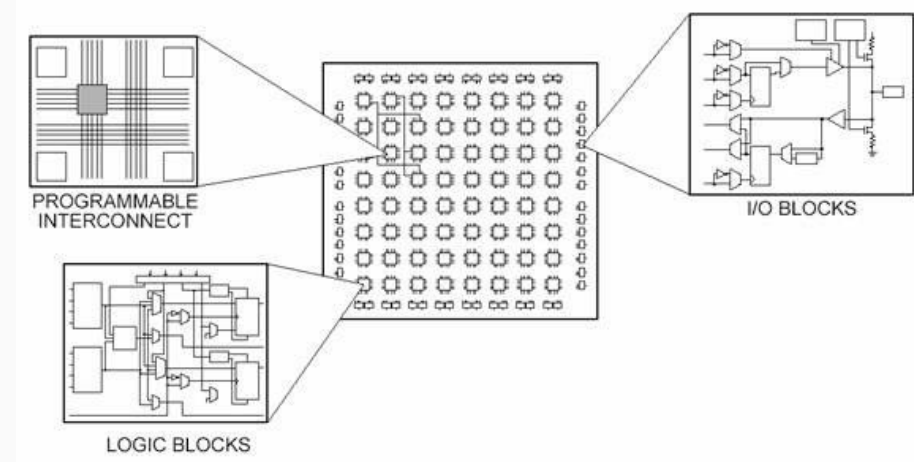 PROGRAMMABLE
INTERCONNECT
I/O BLOCKS
LOGIC BLOCKS